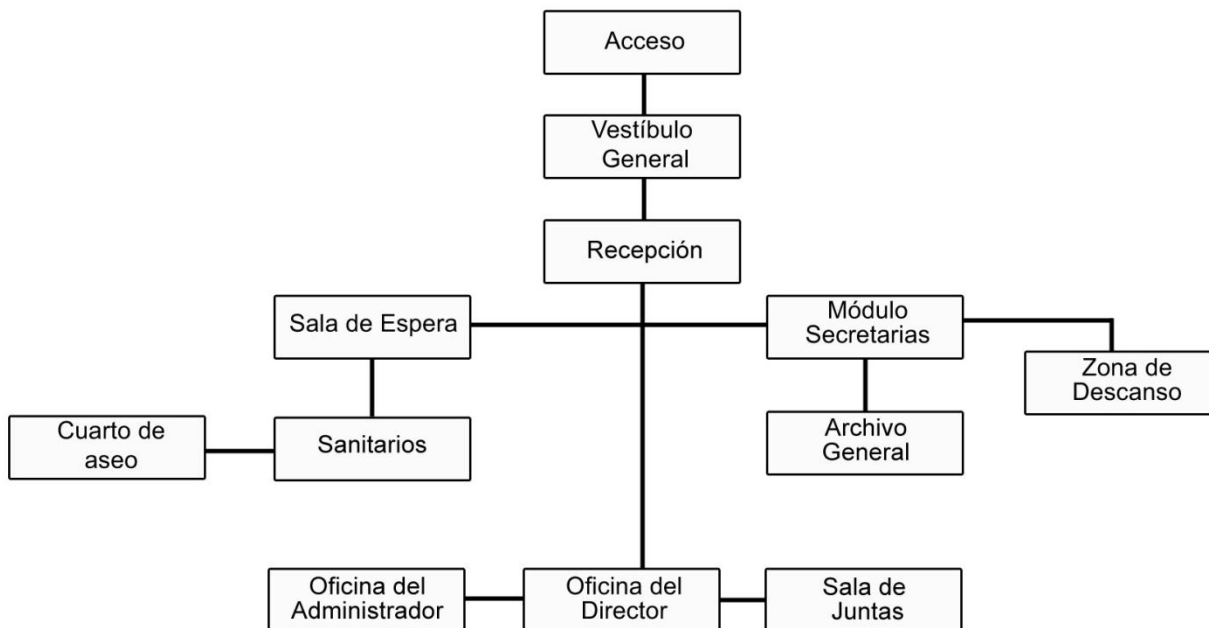 Acceso
Vestíbulo
General
Recepción
Sala de Espera
Módulo
Secretarias
Zona de
Descanso
Cuarto de
aseo
Sanitarios
Archivo
General
Oficina del
Administrador
Oficina del
Director
Sala de
Juntas